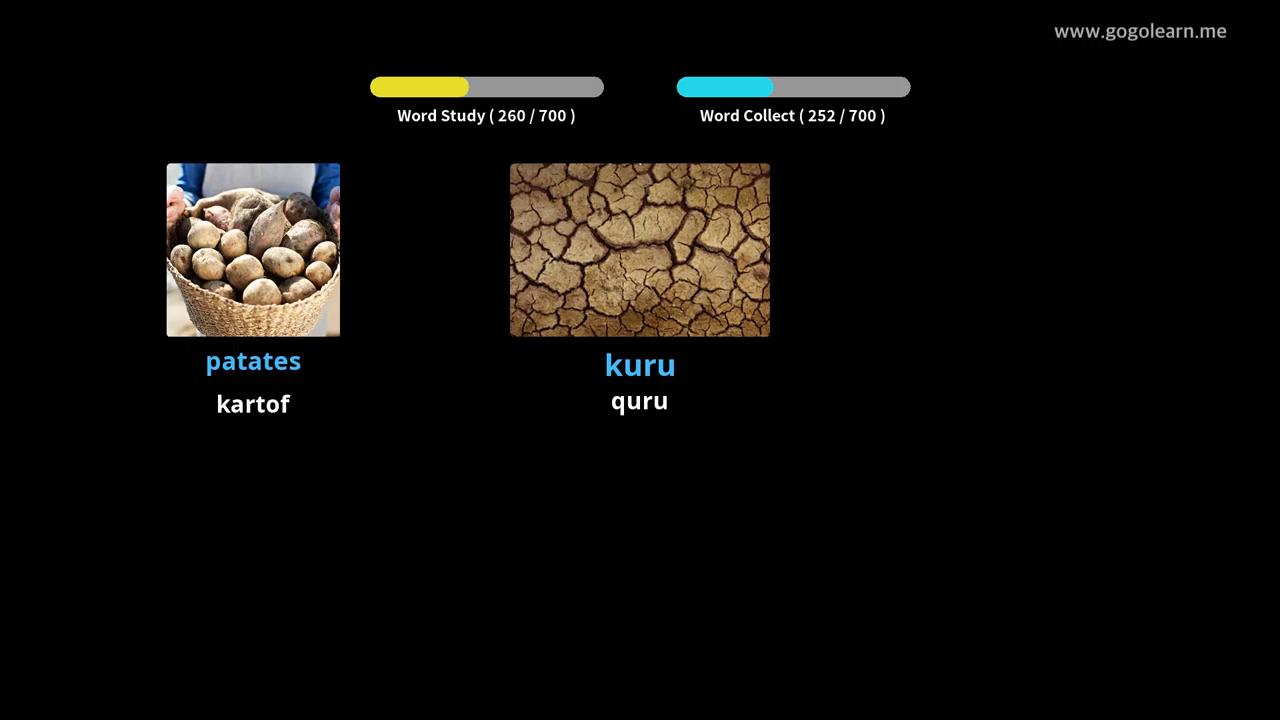 www.gogolearn.me
Word Study ( 260 / 700 )
Word Collect ( 252 / 700 )
patates
kartof
kuru
quru